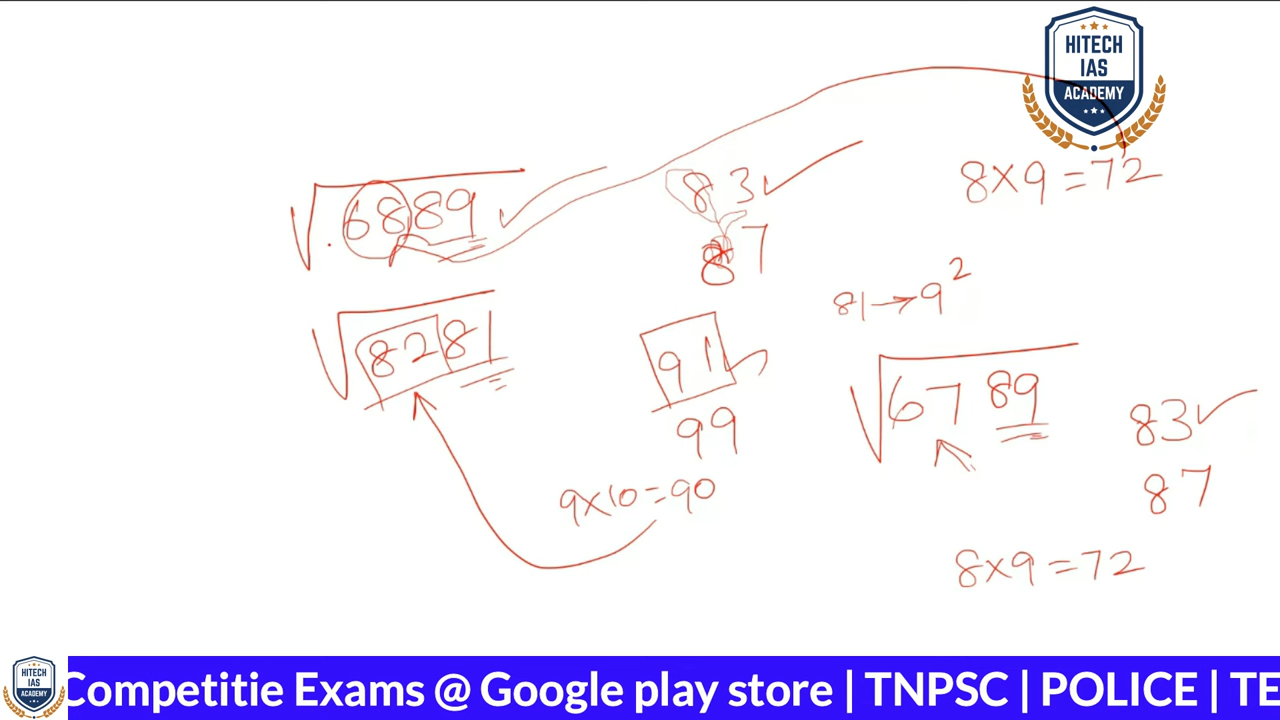 HITECH
IAS
ACADEMY
√.6889
83
87
8×9=72
√8281
91
99
81→9²
√6789
83
87
9×10=90
8×9=72
HITECH
IAS
ACADEMY
Competitie Exams @ Google play store | TNPSC | POLICE | TE